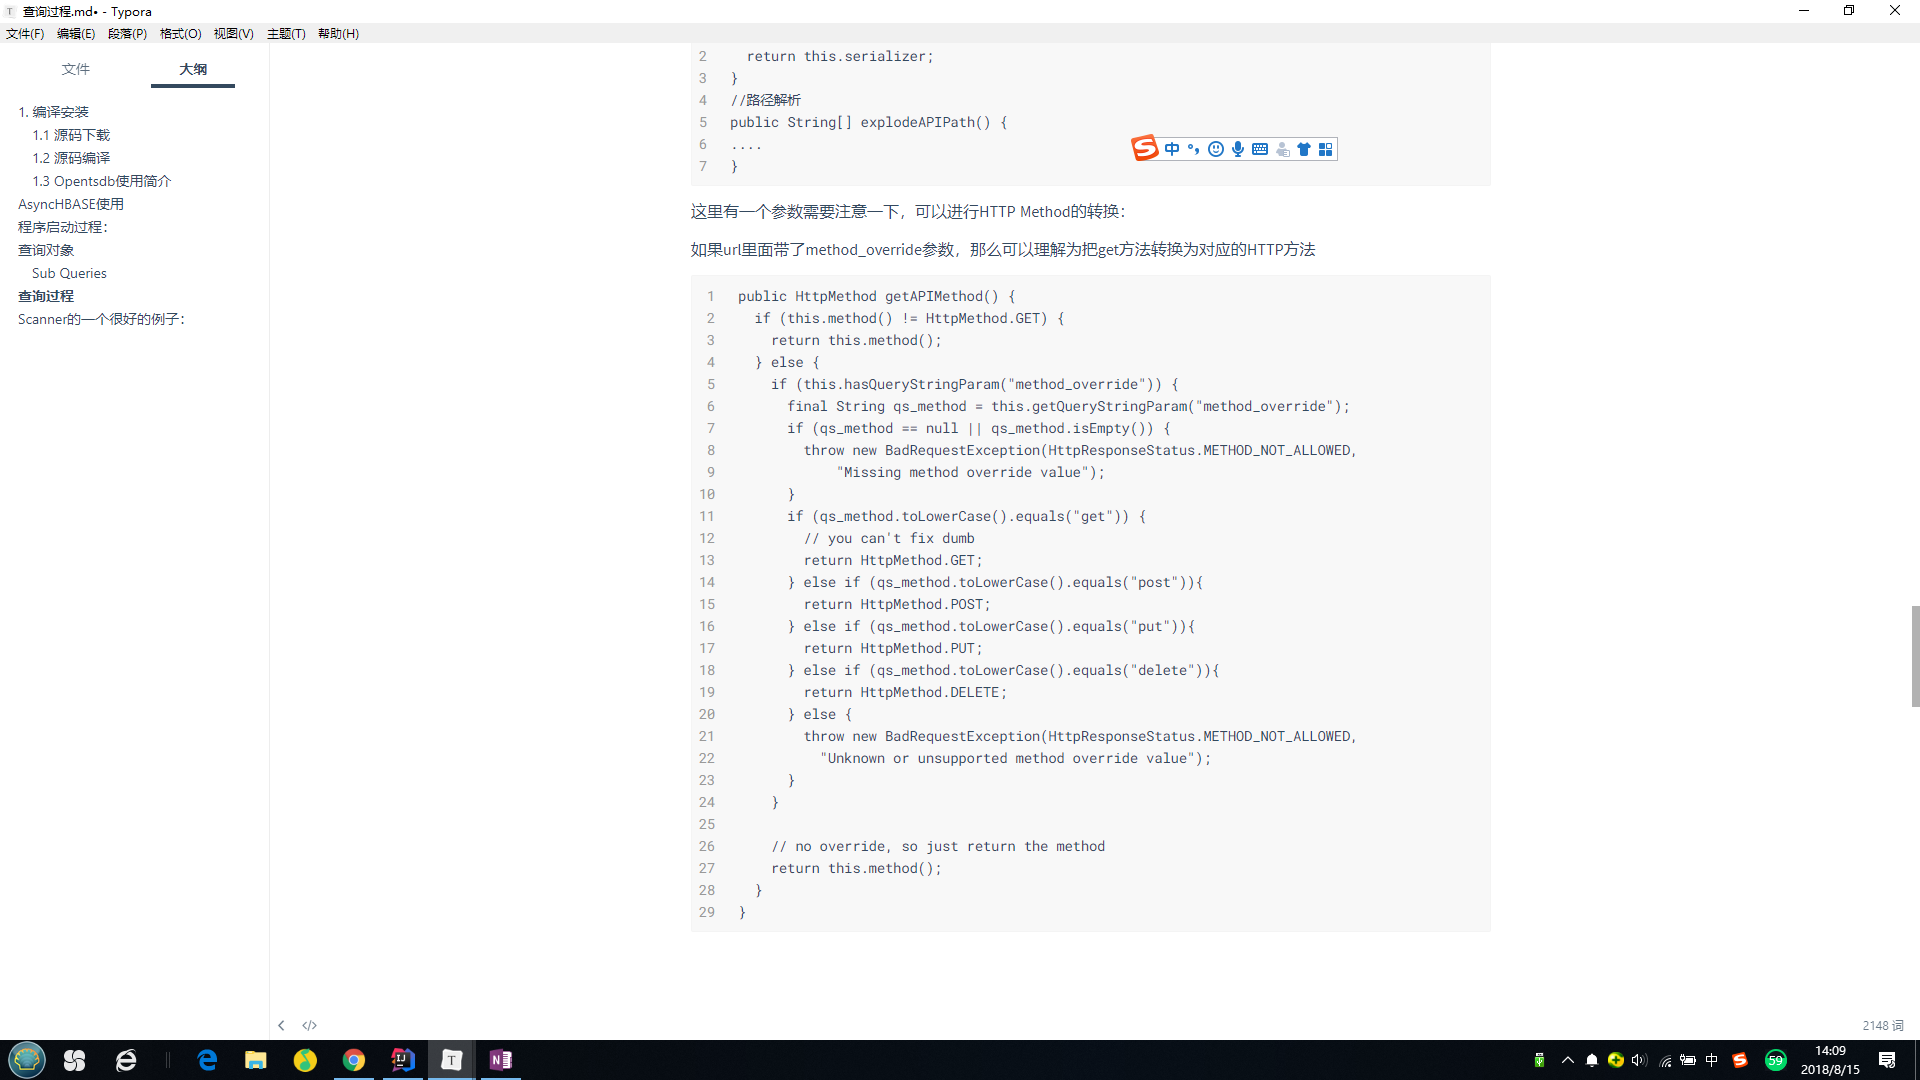 查询过程.md• - Typora
文件(F) 编辑(E) 段落(P) 格式(O) 视图(V) 主题(T) 帮助(H)
文件 大纲
1. 编译安装
1.1 源码下载
1.2 源码编译
1.3 Opentsdb使用简介
AsyncHBASE使用
程序启动过程：
查询对象
Sub Queries
查询过程
Scanner的一个很好的例子：
2 return this.serializer;
3 }
4 //路径解析
5 public String[] explodeAPIPath() {
6 ....
7 }
中
这里有一个参数需要注意一下，可以进行HTTP Method的转换：
如果url里面带了method_override参数，那么可以理解为把get方法转换为对应的HTTP方法
1 public HttpMethod getAPIMethod() {
2 if (this.method() != HttpMethod.GET) {
3 return this.method();
4 } else {
5 if (this.hasQueryStringParam("method_override")) {
6 final String qs_method = this.getQueryStringParam("method_override");
7 if (qs_method == null || qs_method.isEmpty()) {
8 throw new BadRequestException(HttpResponseStatus.METHOD_NOT_ALLOWED,
9 "Missing method override value");
10 }
11 if (qs_method.toLowerCase().equals("get")) {
12 // you can't fix dumb
13 return HttpMethod.GET;
14 } else if (qs_method.toLowerCase().equals("post")){
15 return HttpMethod.POST;
16 } else if (qs_method.toLowerCase().equals("put")){
17 return HttpMethod.PUT;
18 } else if (qs_method.toLowerCase().equals("delete")){
19 return HttpMethod.DELETE;
20 } else {
21 throw new BadRequestException(HttpResponseStatus.METHOD_NOT_ALLOWED,
22 "Unknown or unsupported method override value");
23 }
24 }
25
26 // no override, so just return the method
27 return this.method();
28 }
29 }
</> 2148 词
中 59 14:09
2018/8/15